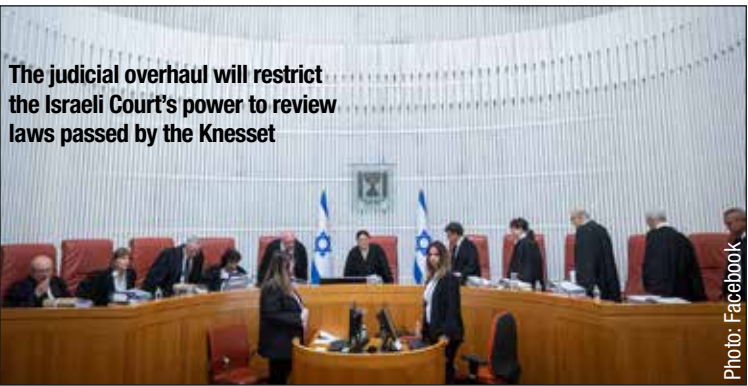 The judicial overhaul will restrict
the Israeli Court's power to review
laws passed by the Knesset
Photo: Facebook